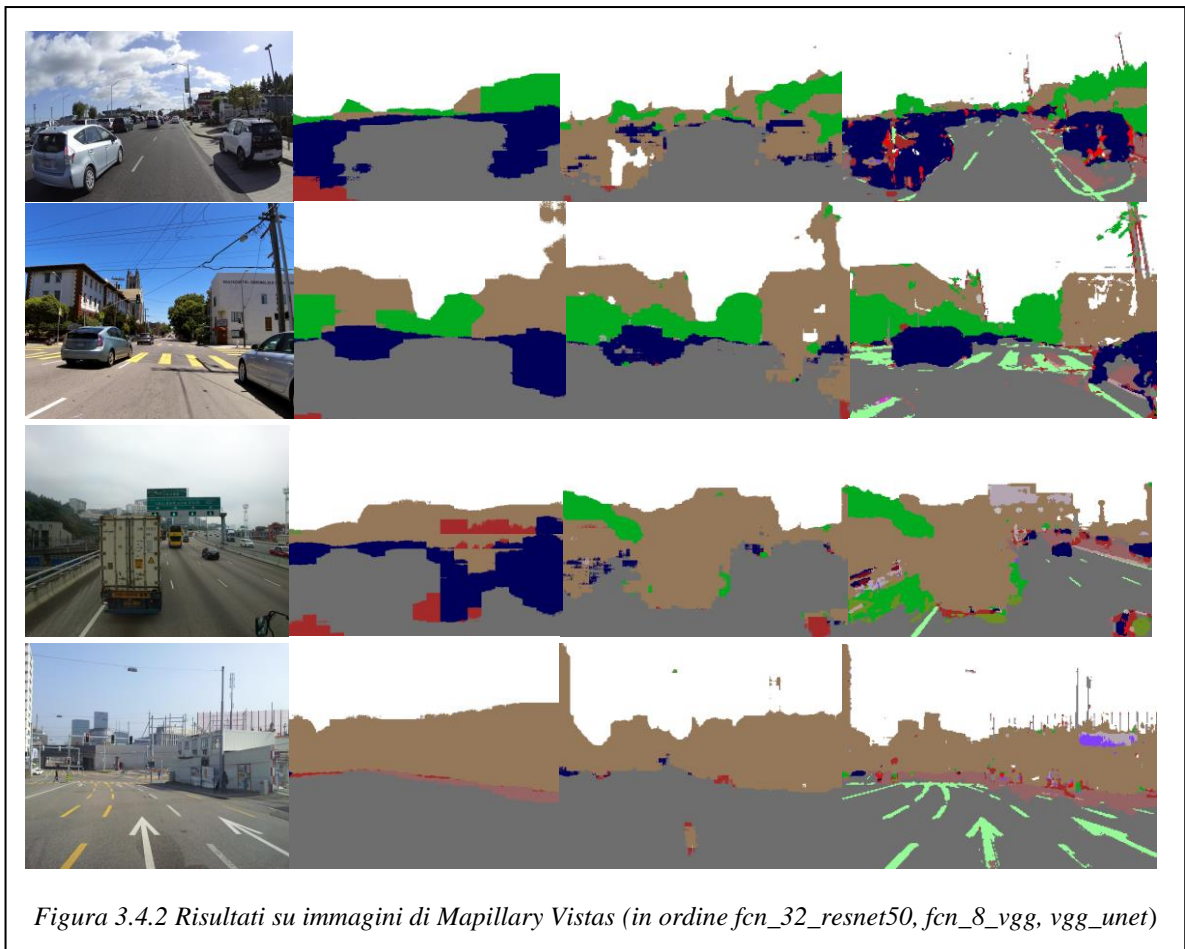 Figura 3.4.2 Risultati su immagini di Mapillary Vistas (in ordine fcn_32_resnet50, fcn_8_vgg, vgg_unet)